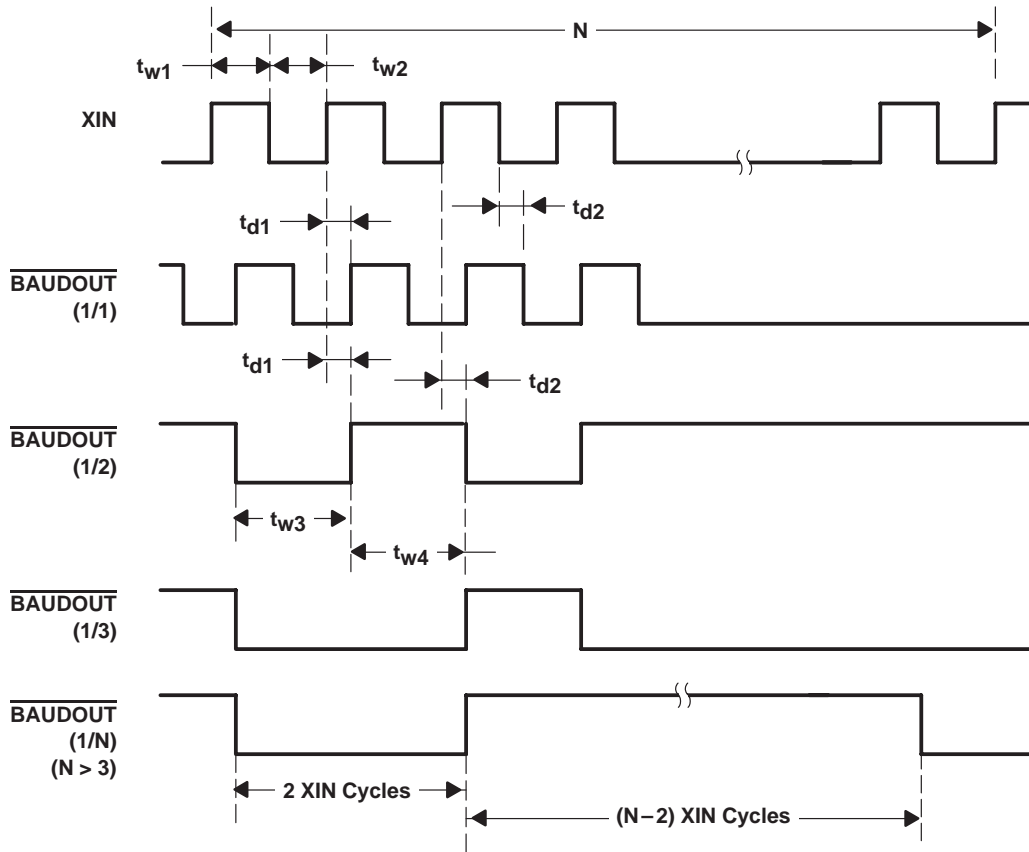 N
tw1
tw2
XIN
td1
td2
BAUDOUT
(1/1)
td1
td2
BAUDOUT
(1/2)
tw3
tw4
BAUDOUT
(1/3)
BAUDOUT
(1/N)
(N > 3)
2 XIN Cycles
(N−2) XIN Cycles